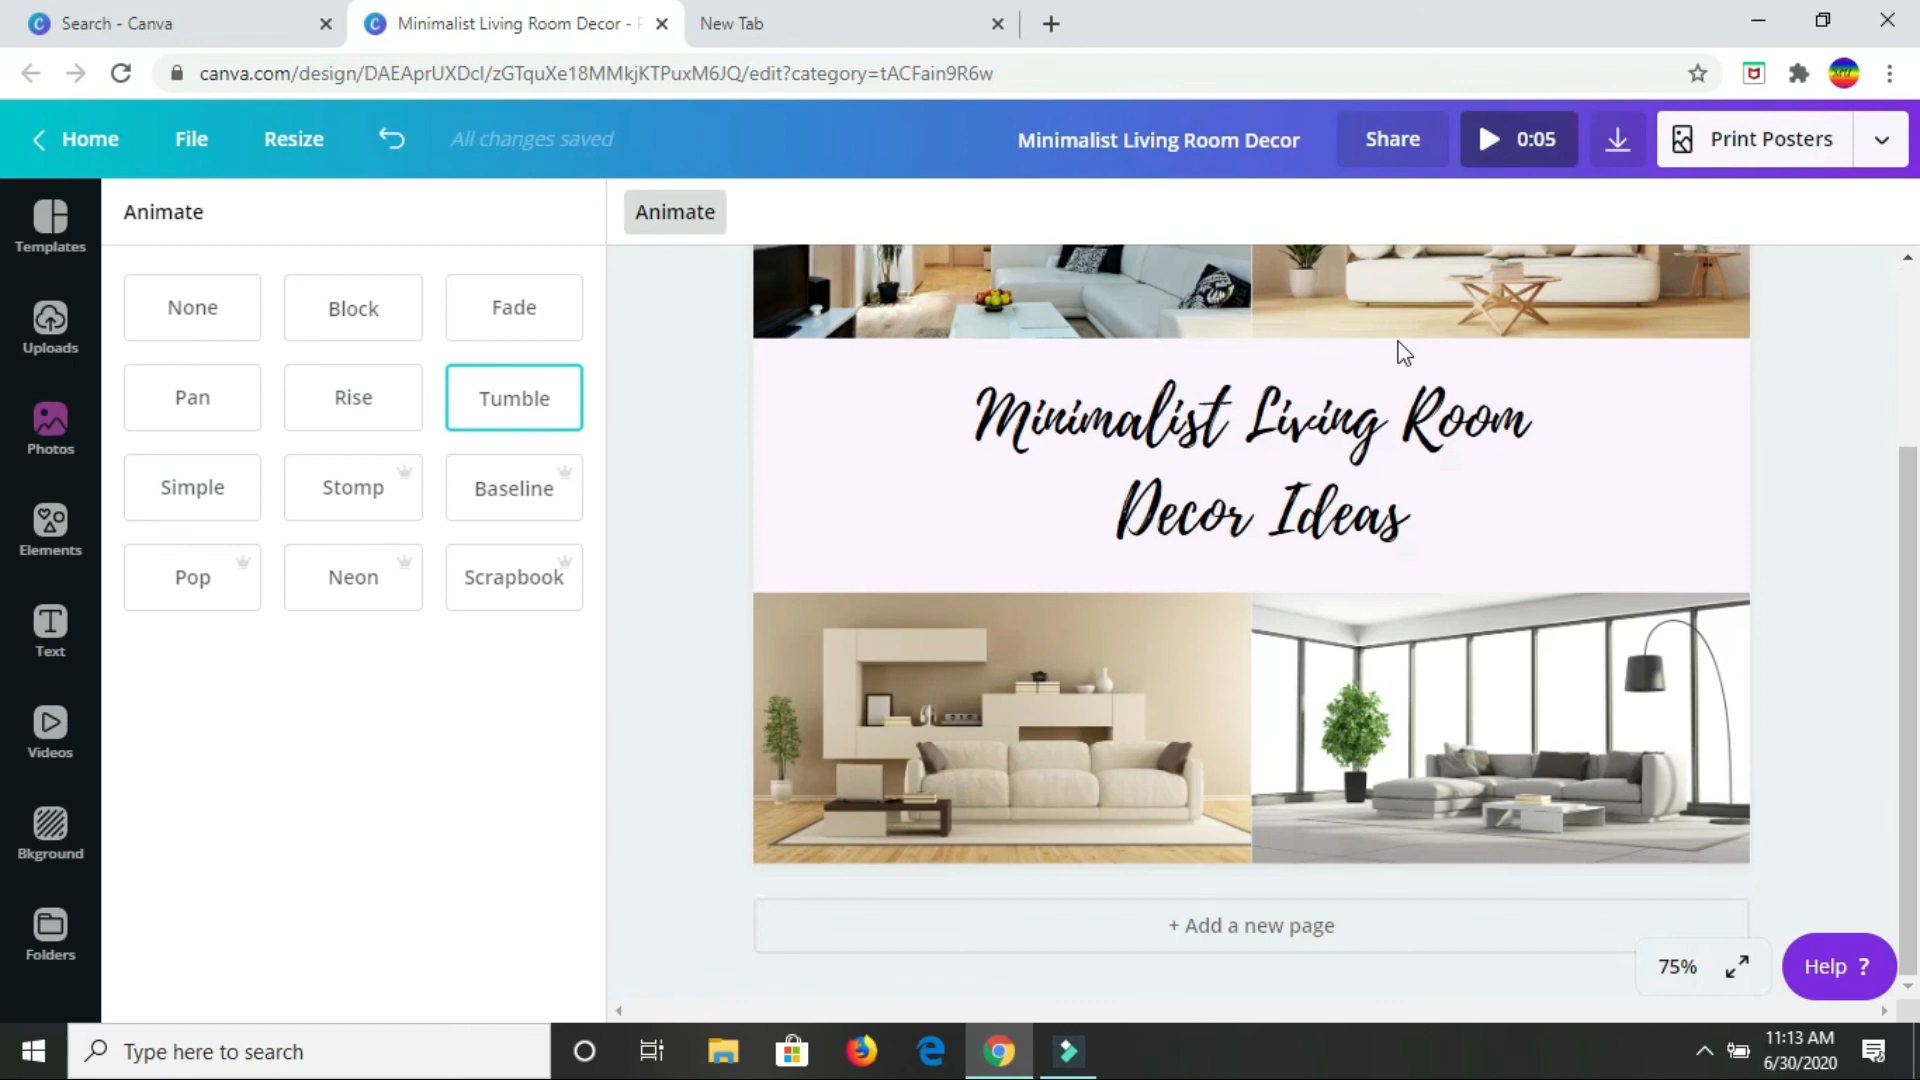 Search - Canva
Minimalist Living Room Decor - P
New Tab
canva.com/design/DAEAprUXDcI/zGTquXe18MMkjKTPuxM6JQ/edit?category=tACFain9R6w
Home
File
Resize
All changes saved
Minimalist Living Room Decor
Share
0:05
Print Posters
Templates
Uploads
Photos
Elements
Text
Videos
Bkground
Folders
Animate
None
Block
Fade
Pan
Rise
Tumble
Simple
Stomp
Baseline
Pop
Neon
Scrapbook
Animate
Minimalist Living Room
Decor Ideas
+ Add a new page
75%
Help ?
Type here to search
11:13 AM
6/30/2020